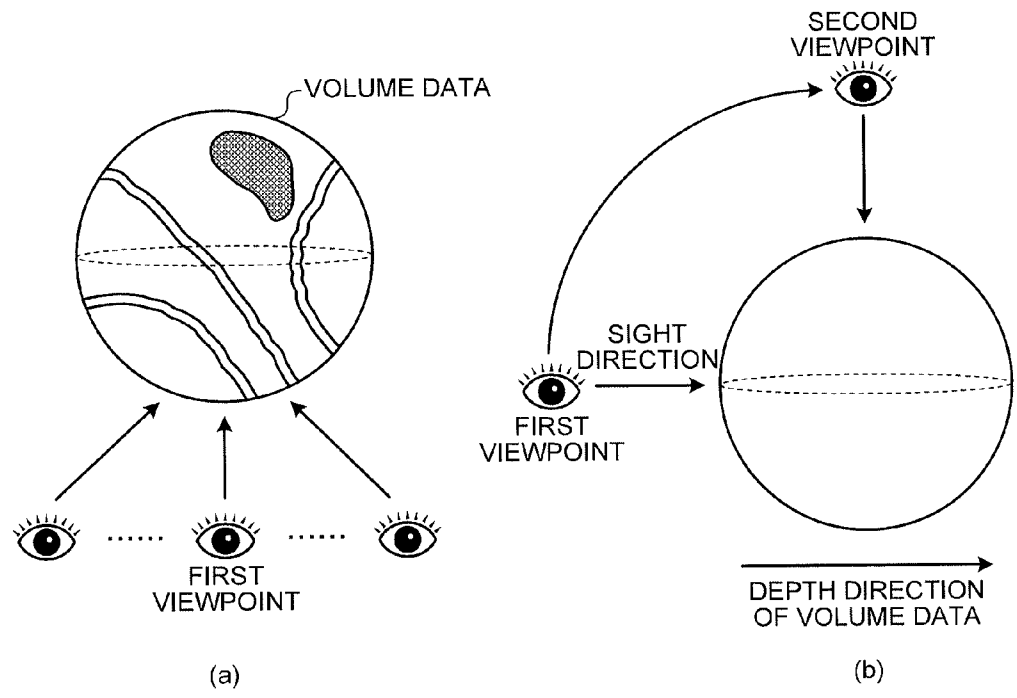 VOLUME DATA
FIRST
VIEWPOINT
(a)
SECOND
VIEWPOINT
SIGHT
DIRECTION
FIRST
VIEWPOINT
DEPTH DIRECTION
OF VOLUME DATA
(b)